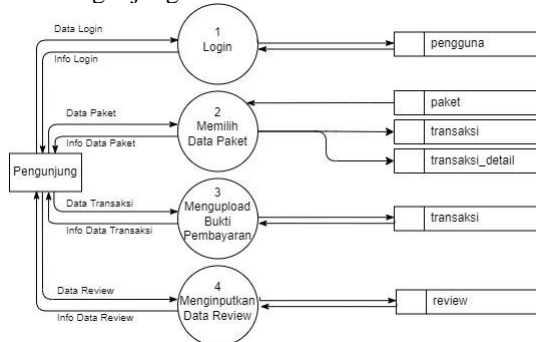 Data Login
Info Login
1
Login
pengguna
Data Paket
Info Data Paket
2
Memilih
Data Paket
paket
transaksi
transaksi_detail
Pengunjung
Data Transaksi
Info Data Transaksi
3
Mengupload
Bukti
Pembayaran
transaksi
Data Review
Info Data Review
4
Menginputkan
Data Review
review